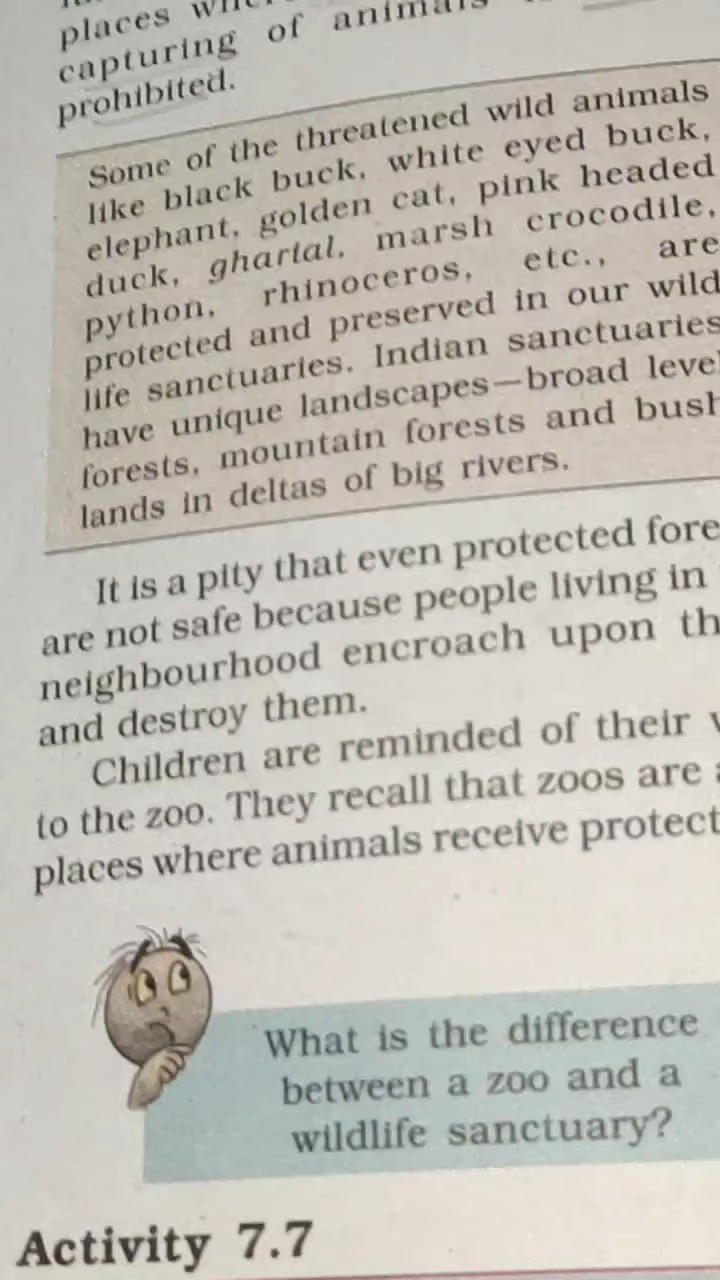 places
capturing of animals
prohibited.
Some of the threatened wild animals
like black buck, white eyed buck,
elephant, golden cat, pink headed
duck, gharial, marsh crocodile,
python, rhinoceros, etc., are
protected and preserved in our wild
life sanctuaries. Indian sanctuaries
have unique landscapes—broad
forests, mountain forests and
lands in deltas of big rivers.
It is a pity that even protected
are not safe because people living in
neighbourhood encroach upon
and destroy them.
Children are reminded of their
to the zoo. They recall that zoos are
places where animals receive
What is the difference
between a zoo and a
wildlife sanctuary?
Activity 7.7